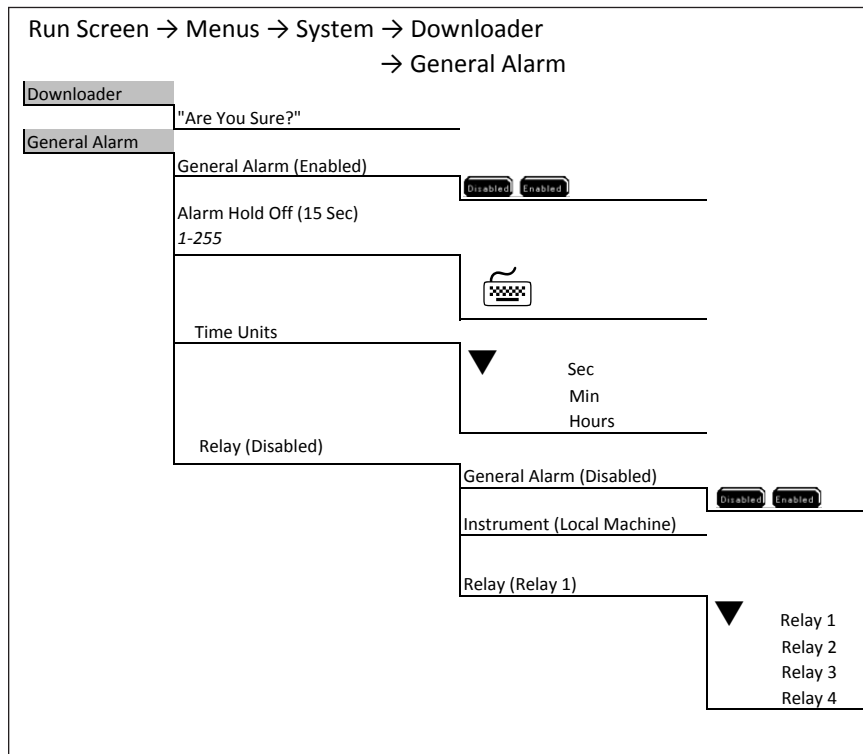 Run Screen → Menus → System → Downloader
→ General Alarm
Downloader
"Are You Sure?"
General Alarm
General Alarm (Enabled)
Disabled Enabled
Alarm Hold Off (15 Sec)
1-255
Time Units
Sec
Min
Hours
Relay (Disabled)
General Alarm (Disabled)
Disabled Enabled
Instrument (Local Machine)
Relay (Relay 1)
Relay 1
Relay 2
Relay 3
Relay 4